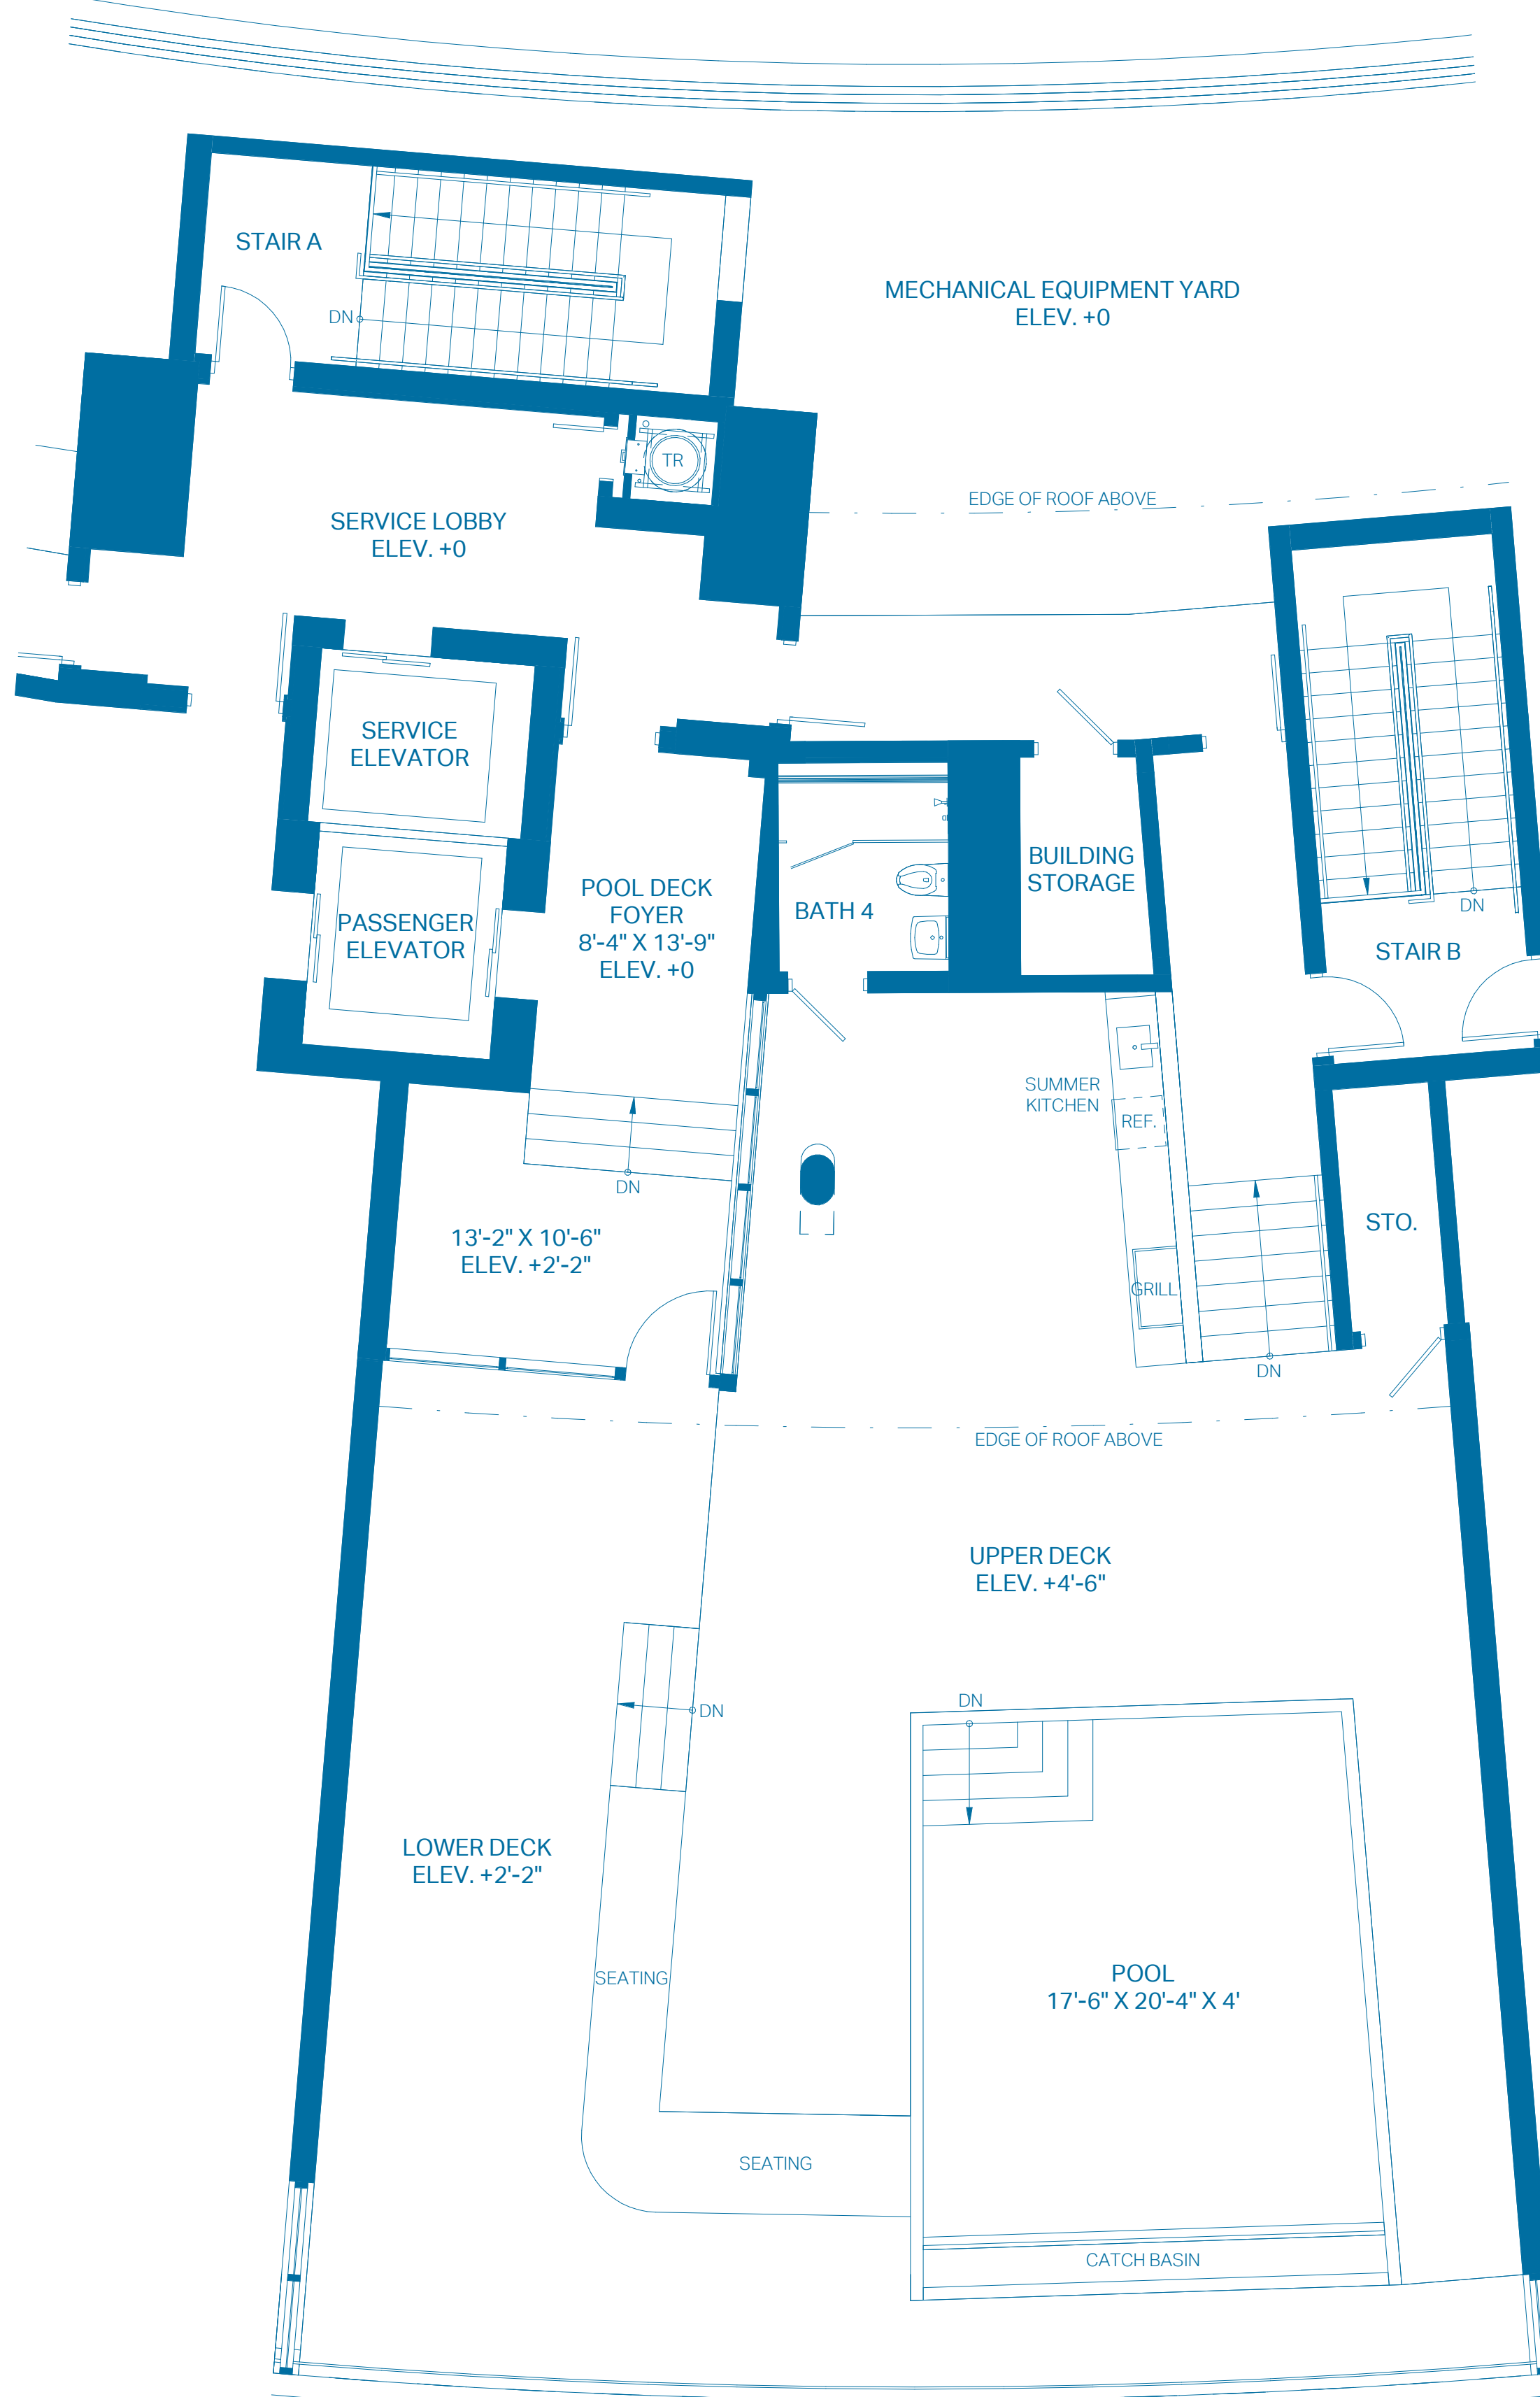 STAIR A
DN
MECHANICAL EQUIPMENT YARD
ELEV. +0
TR
EDGE OF ROOF ABOVE
SERVICE LOBBY
ELEV. +0
SERVICE
ELEVATOR
PASSENGER
ELEVATOR
POOL DECK
FOYER
8'-4" X 13'-9"
ELEV. +0
BATH 4
BUILDING
STORAGE
DN
STAIR B
SUMMER
KITCHEN
REF.
DN
STO.
13'-2" X 10'-6"
ELEV. +2'-2"
GRILL
DN
EDGE OF ROOF ABOVE
UPPER DECK
ELEV. +4'-6"
DN
DN
LOWER DECK
ELEV. +2'-2"
SEATING
POOL
17'-6" X 20'-4" X 4'
SEATING
CATCH BASIN